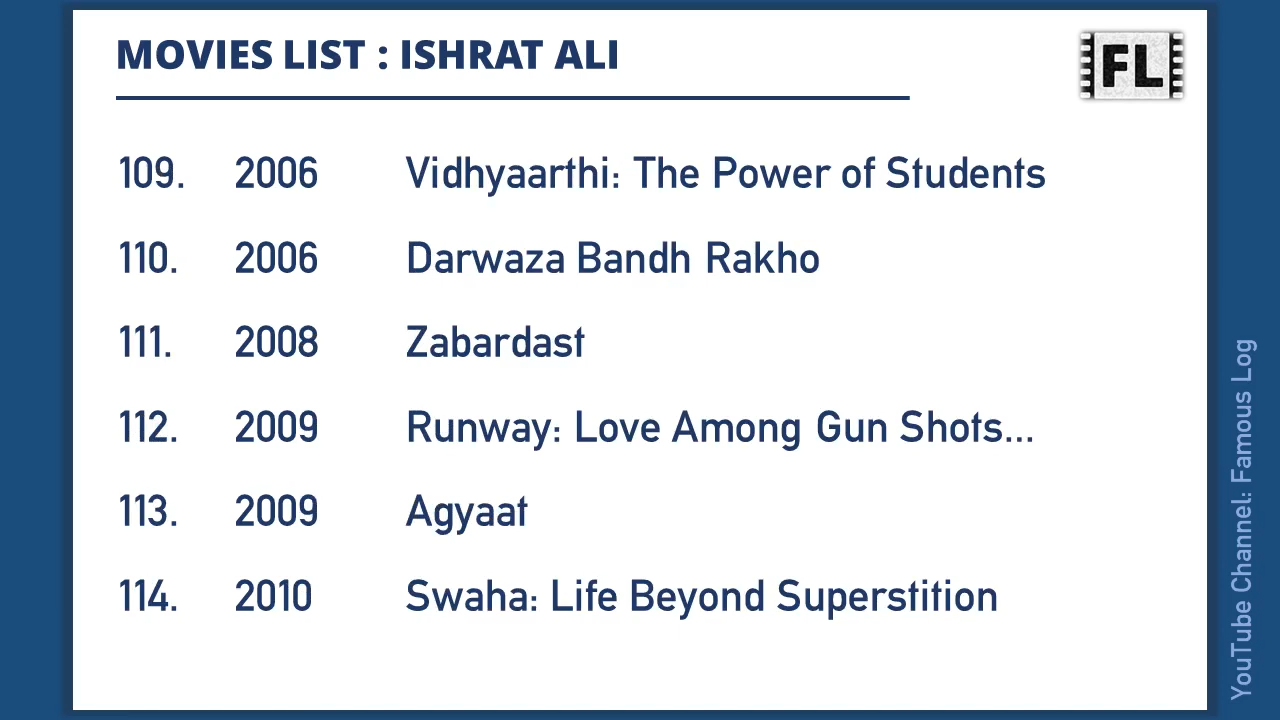 MOVIES LIST : ISHRAT ALI
FL
109. 2006 Vidhyaarthi: The Power of Students
110. 2006 Darwaza Bandh Rakho
111. 2008 Zabardast
112. 2009 Runway: Love Among Gun Shots...
113. 2009 Agyaat
114. 2010 Swaha: Life Beyond Superstition
YouTube Channel: Famous Log